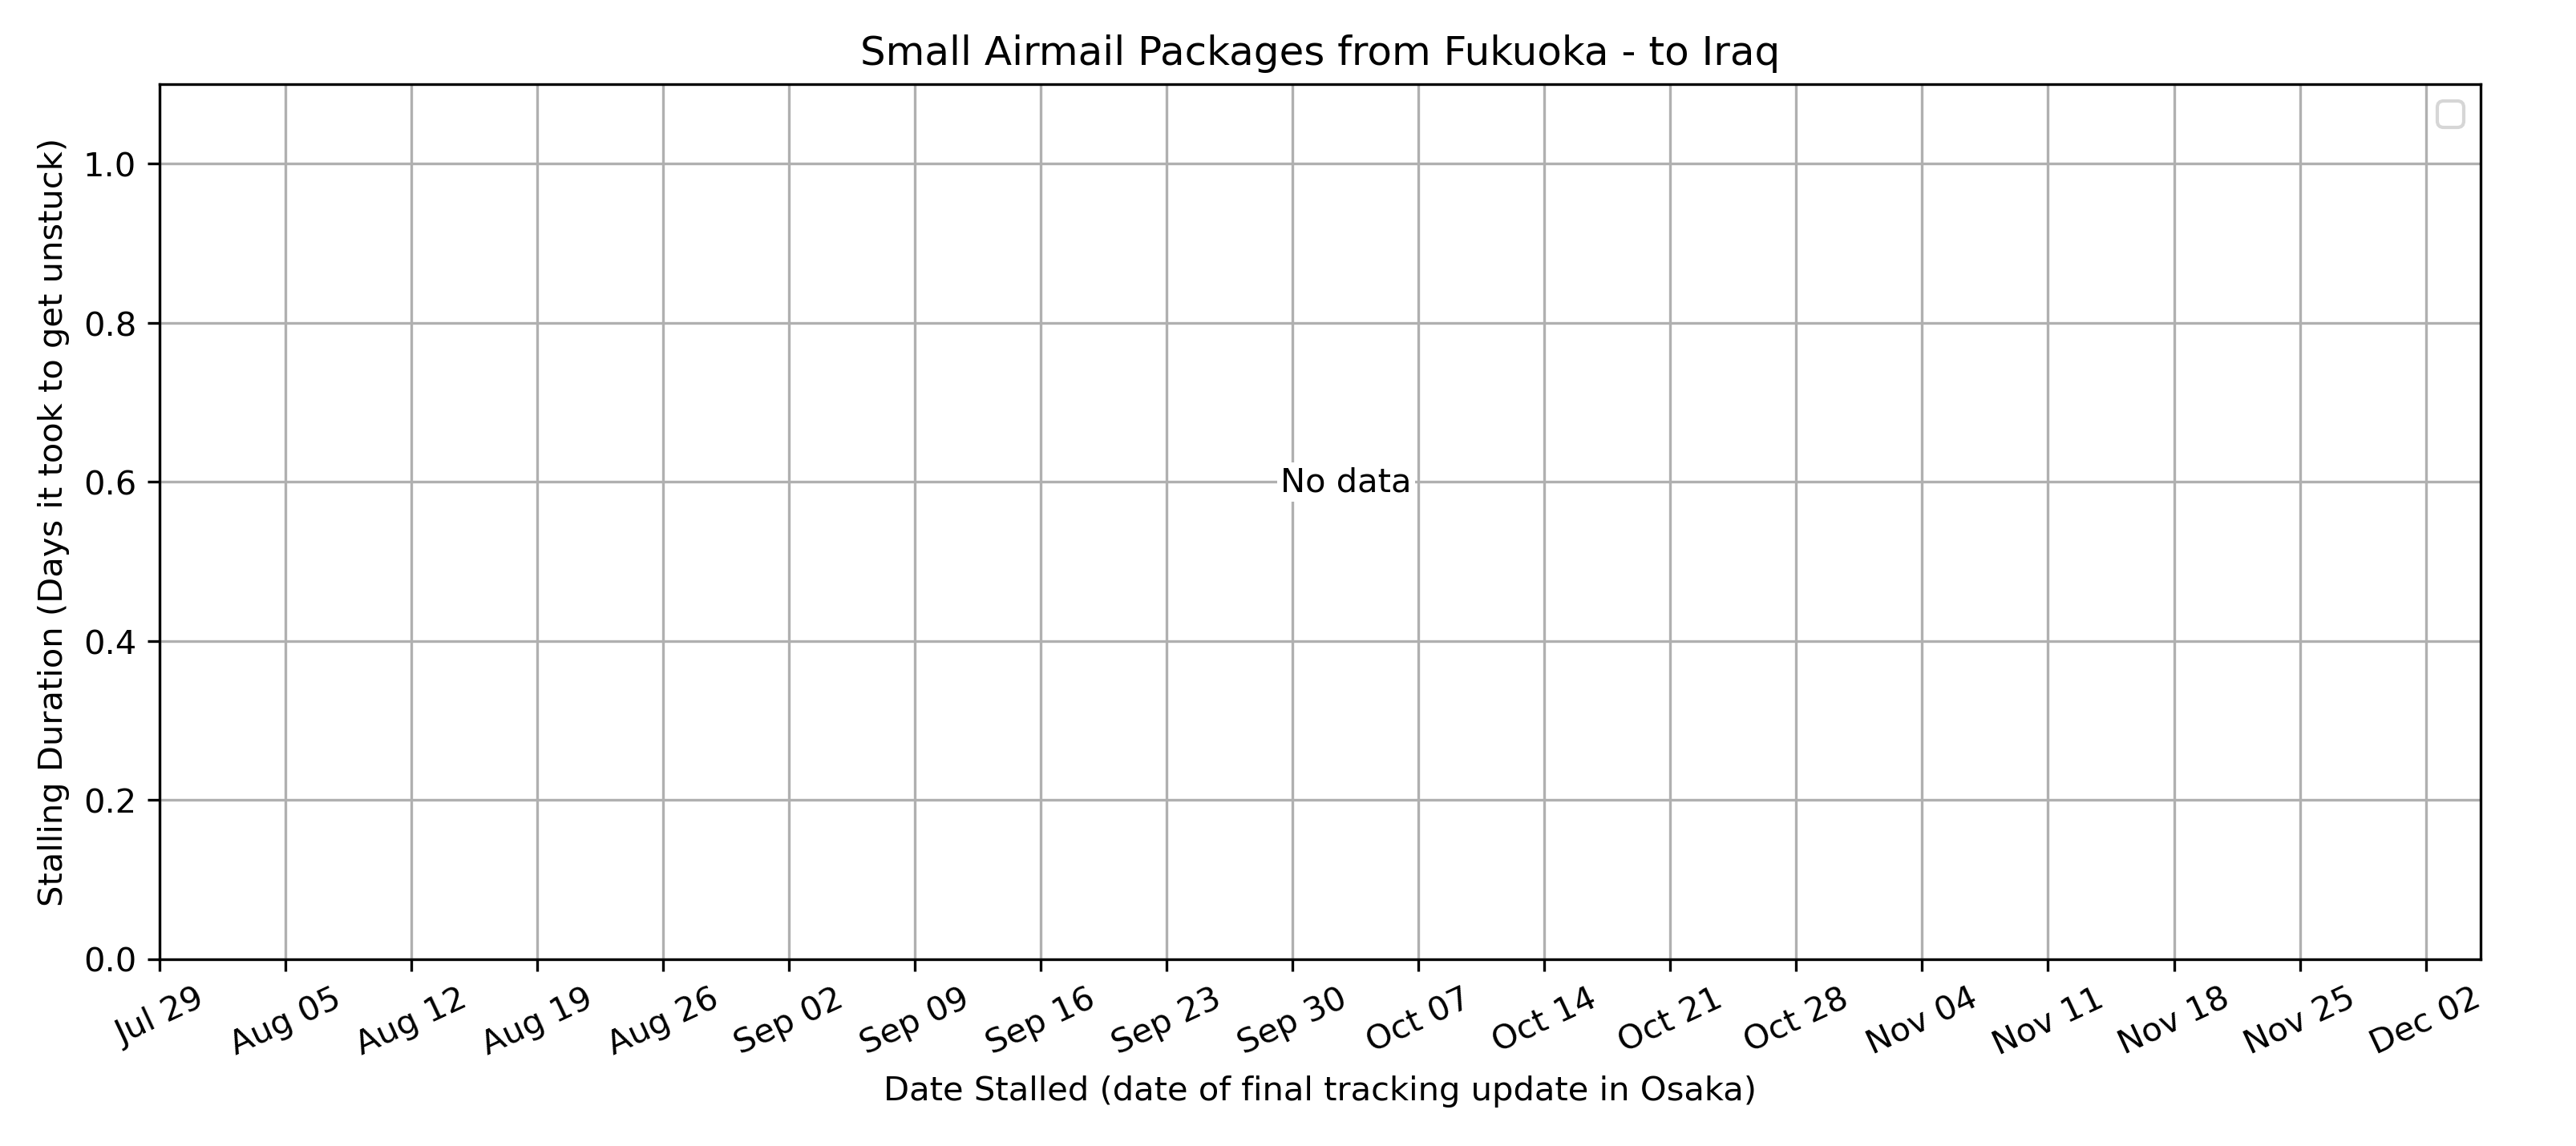 Small Airmail Packages from Fukuoka - to Iraq
Stalling Duration (Days it took to get unstuck)
1.0
0.8
0.6
0.4
0.2
0.0
No data
Jul 29
Aug 05
Aug 12
Aug 19
Aug 26
Sep 02
Sep 09
Sep 16
Sep 23
Sep 30
Oct 07
Oct 14
Oct 21
Oct 28
Nov 04
Nov 11
Nov 18
Nov 25
Dec 02
Date Stalled (date of final tracking update in Osaka)